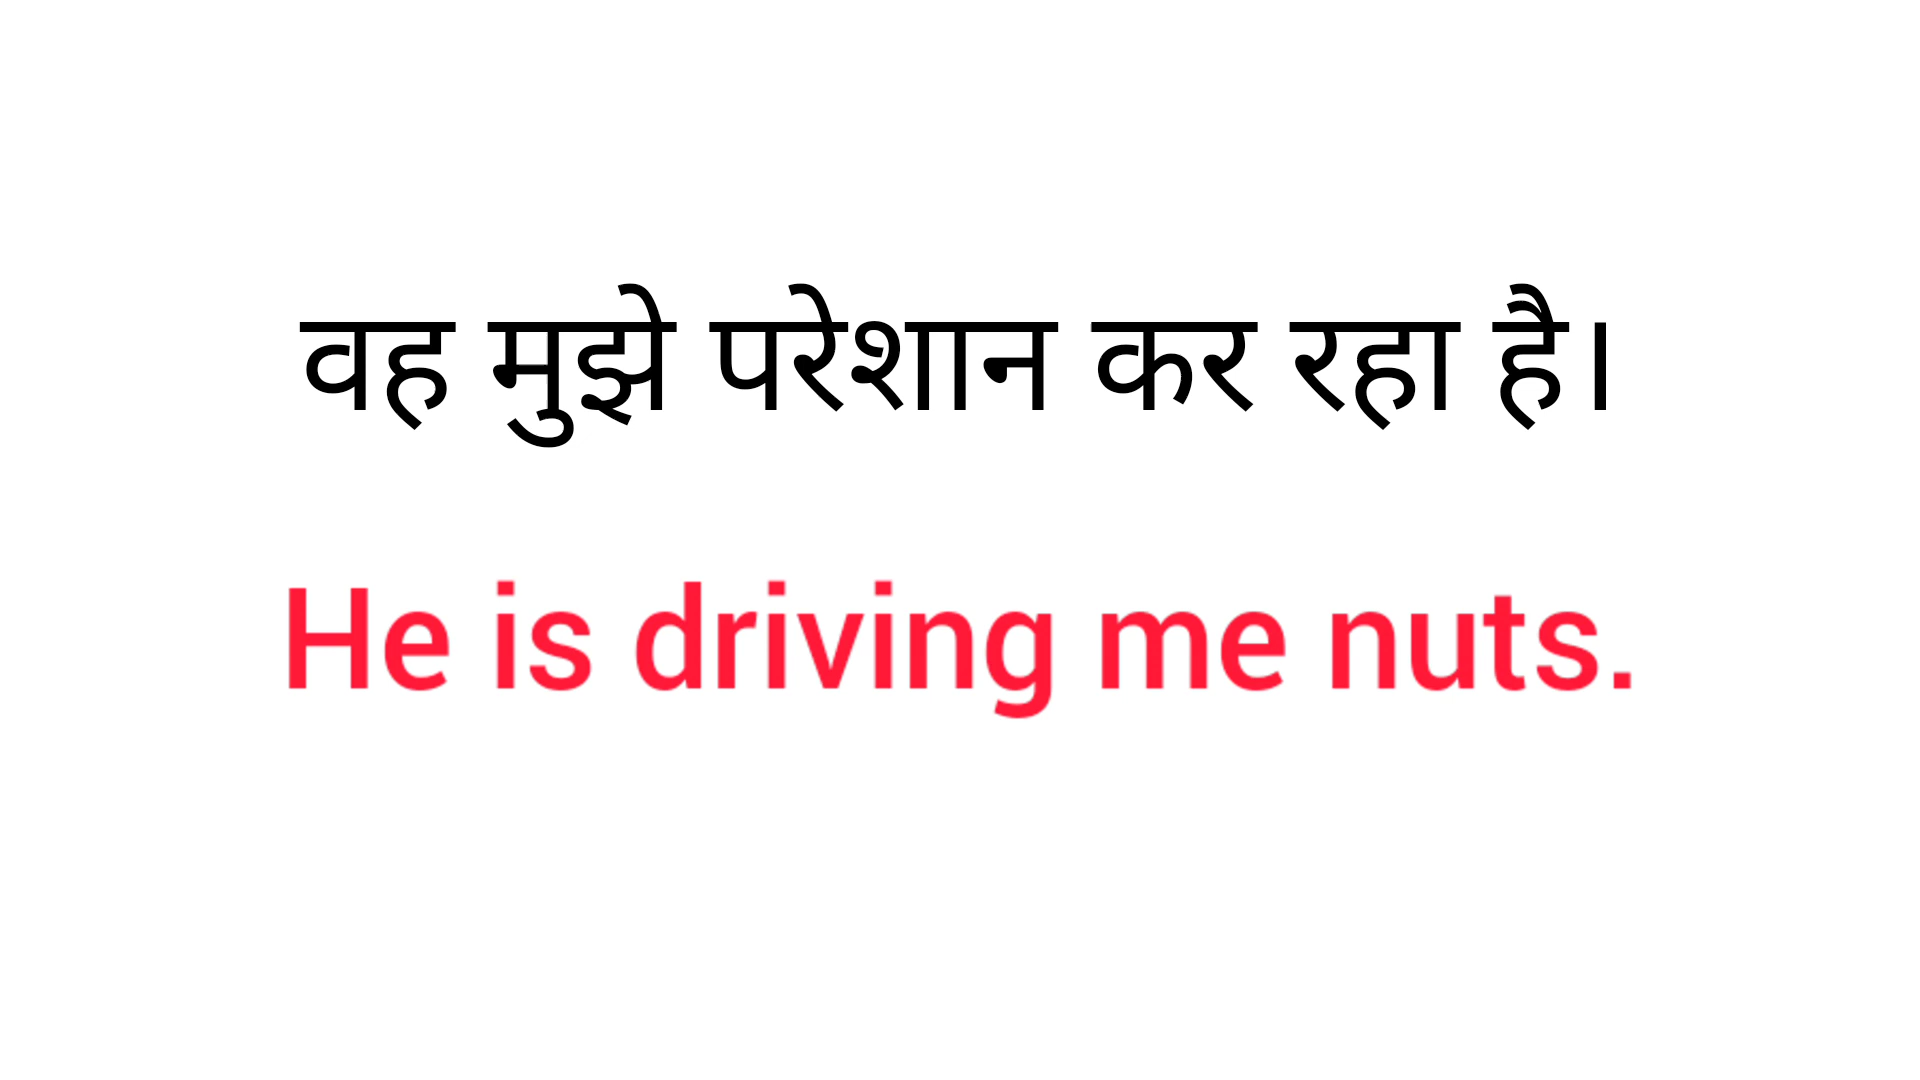 वह मुझे परेशान कर रहा है।
He is driving me nuts.